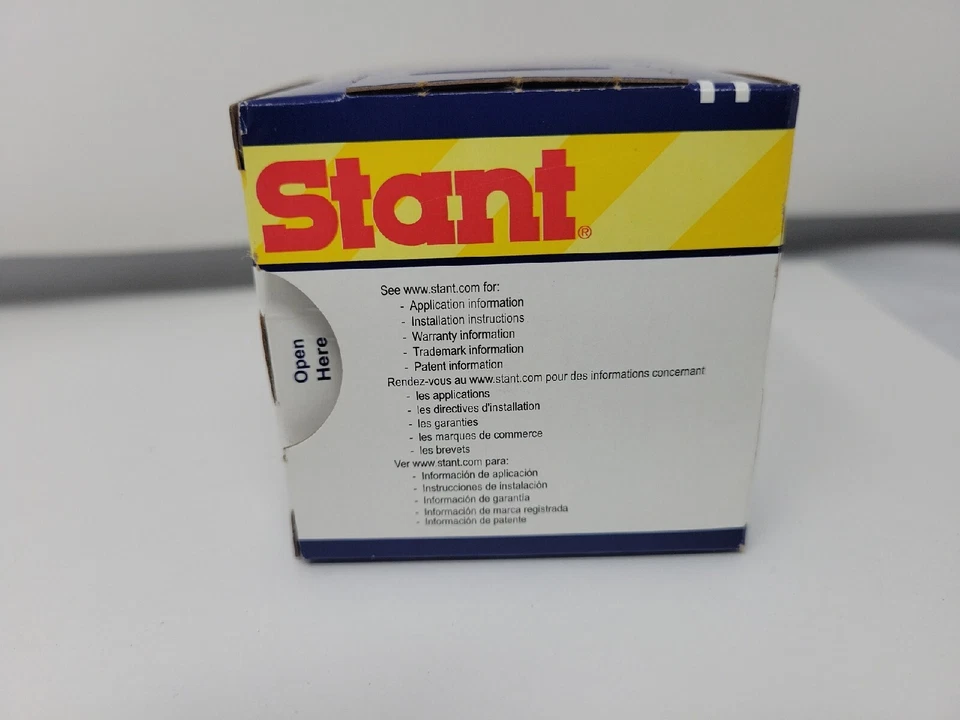 Stant®
See www.stant.com for:
- Application information
- Installation instructions
- Warranty information
- Trademark information
- Patent information
Rendez-vous au www.stant.com pour des informations concernant
- les applications
- les directives d'installation
- les garanties
- les marques de commerce
- les brevets
Ver www.stant.com para:
- Información de aplicación
- Instrucciones de instalación
- Información de garantía
- Información de marca registrada
- Información de patente
Open
Here